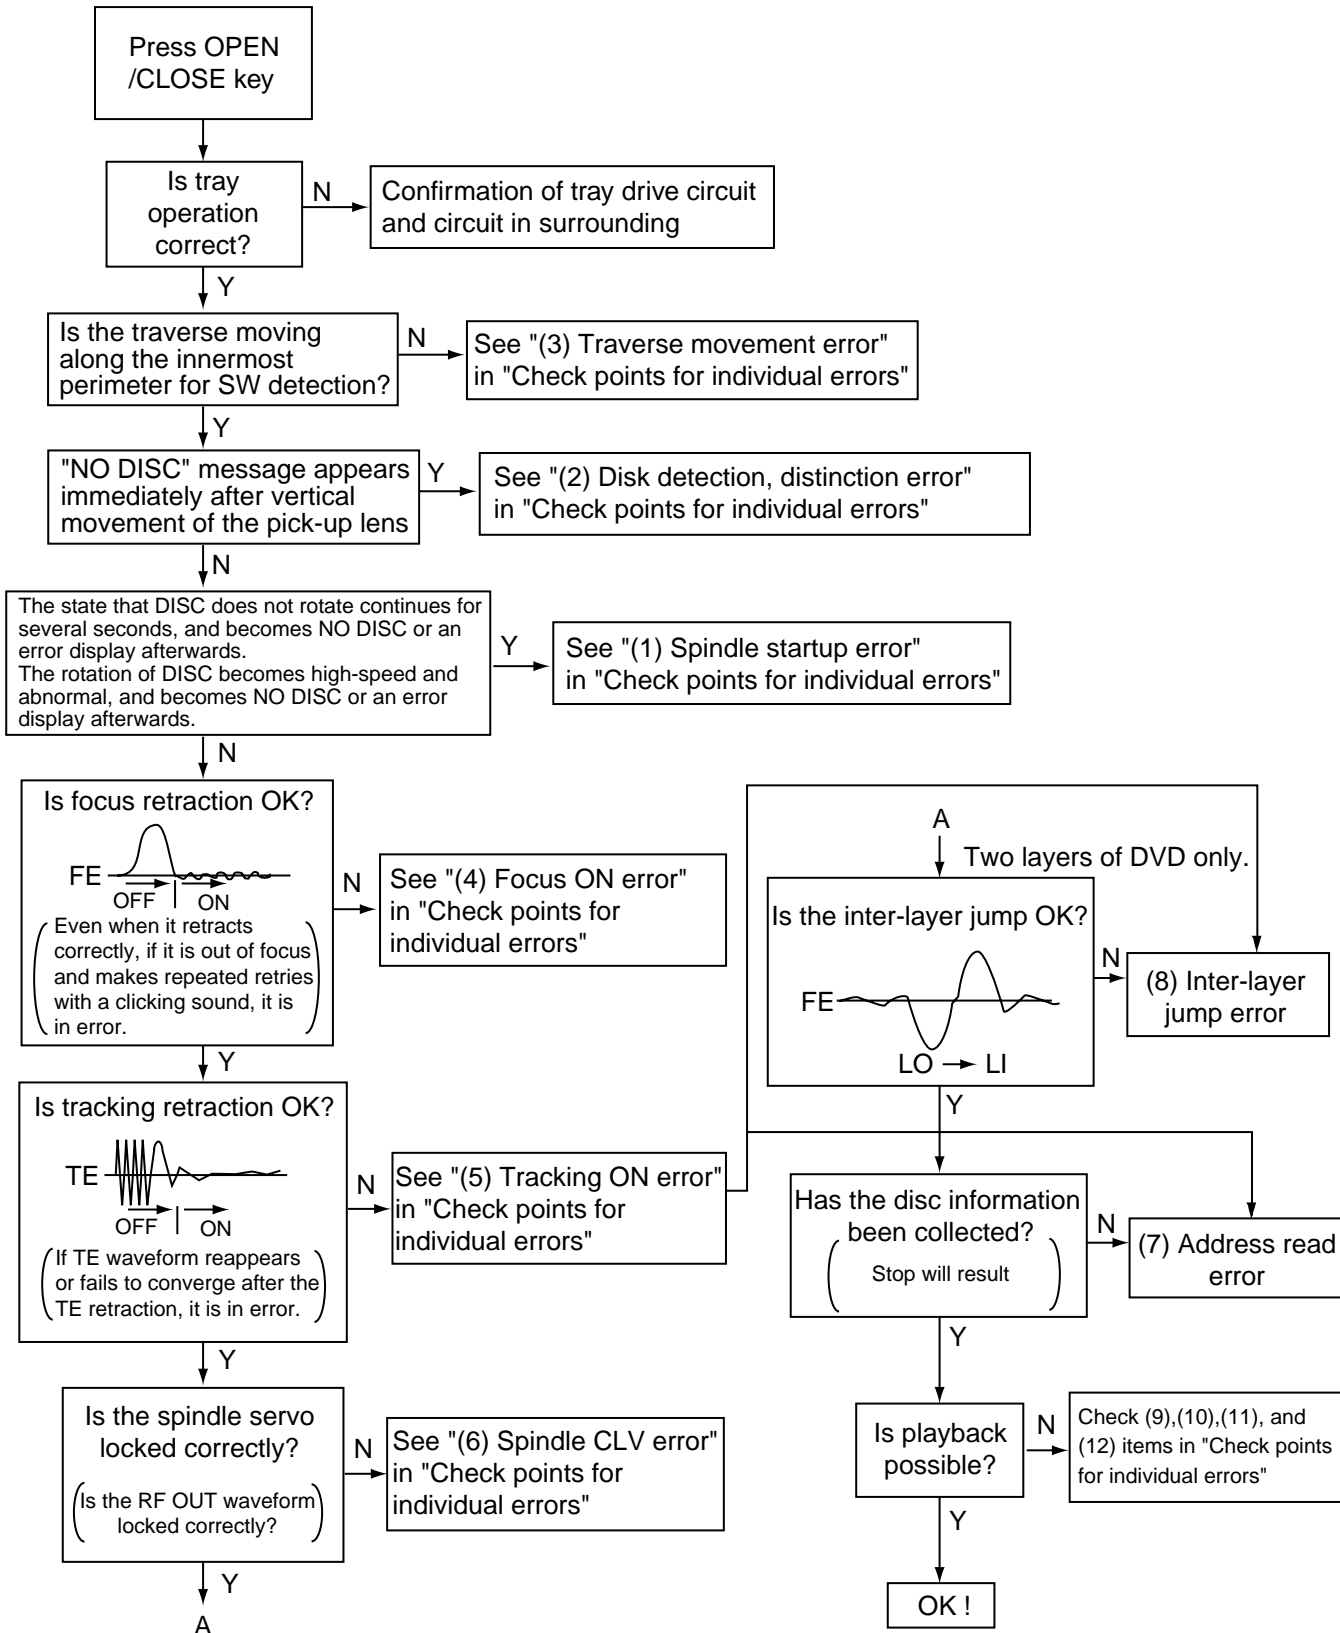 Press OPEN
/CLOSE key
Is tray
operation
correct?
N
Confirmation of tray drive circuit
and circuit in surrounding
Y
Is the traverse moving
along the innermost
perimeter for SW detection?
N
See "(3) Traverse movement error"
in "Check points for individual errors"
Y
"NO DISC" message appears
immediately after vertical
movement of the pick-up lens
Y
See "(2) Disk detection, distinction error"
in "Check points for individual errors"
N
The state that DISC does not rotate continues for
several seconds, and becomes NO DISC or an
error display afterwards.
The rotation of DISC becomes high-speed and
abnormal, and becomes NO DISC or an error
display afterwards.
Y
See "(1) Spindle startup error"
in "Check points for individual errors"
N
Is focus retraction OK?
FE
OFF | ON
(Even when it retracts
correctly, if it is out of focus
and makes repeated retries
with a clicking sound, it is
in error.)
N
See "(4) Focus ON error"
in "Check points for
individual errors"
Y
Is tracking retraction OK?
TE
OFF | ON
(If TE waveform reappears
or fails to converge after the
TE retraction, it is in error.)
N
See "(5) Tracking ON error"
in "Check points for
individual errors"
Y
Is the spindle servo
locked correctly?
(Is the RF OUT waveform
locked correctly?)
N
See "(6) Spindle CLV error"
in "Check points for
individual errors"
Y
A
A
Two layers of DVD only.
Is the inter-layer jump OK?
FE
LO → LI
N
(8) Inter-layer
jump error
Y
Has the disc information
been collected?
(Stop will result)
N
(7) Address read
error
Y
Is playback
possible?
N
Check (9),(10),(11), and
(12) items in "Check points
for individual errors"
Y
OK !